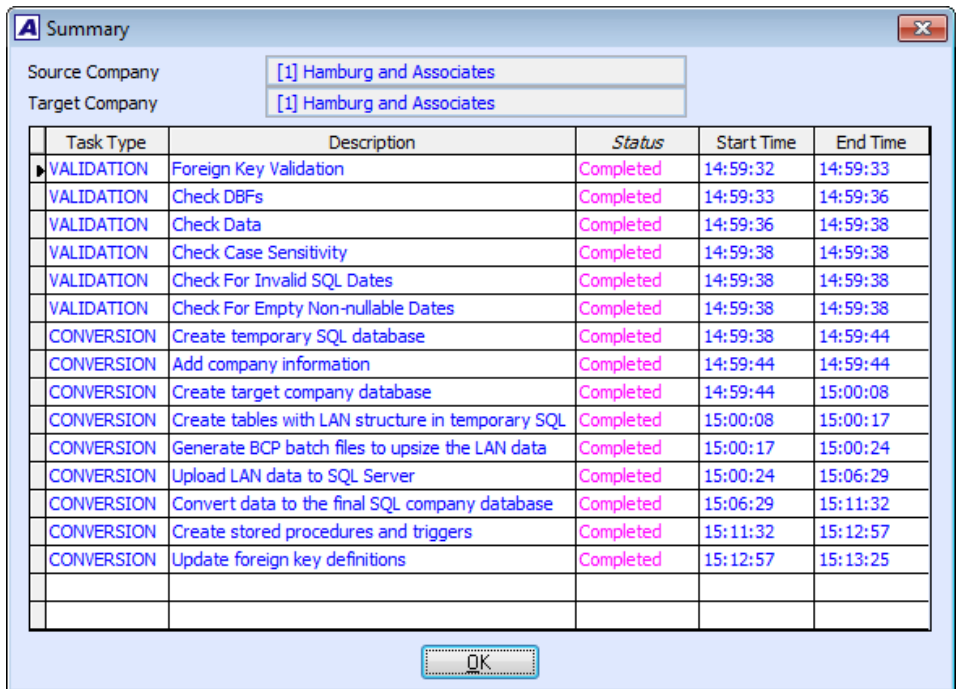 A Summary
Source Company [1] Hamburg and Associates
Target Company [1] Hamburg and Associates
Task Type Description Status Start Time End Time
VALIDATION Foreign Key Validation Completed 14:59:32 14:59:33
VALIDATION Check DBFs Completed 14:59:33 14:59:36
VALIDATION Check Data Completed 14:59:36 14:59:38
VALIDATION Check Case Sensitivity Completed 14:59:38 14:59:38
VALIDATION Check For Invalid SQL Dates Completed 14:59:38 14:59:38
VALIDATION Check For Empty Non-nullable Dates Completed 14:59:38 14:59:38
CONVERSION Create temporary SQL database Completed 14:59:38 14:59:44
CONVERSION Add company information Completed 14:59:44 14:59:44
CONVERSION Create target company database Completed 14:59:44 15:00:08
CONVERSION Create tables with LAN structure in temporary SQL Completed 15:00:08 15:00:17
CONVERSION Generate BCP batch files to upsize the LAN data Completed 15:00:17 15:00:24
CONVERSION Upload LAN data to SQL Server Completed 15:00:24 15:06:29
CONVERSION Convert data to the final SQL company database Completed 15:06:29 15:11:32
CONVERSION Create stored procedures and triggers Completed 15:11:32 15:12:57
CONVERSION Update foreign key definitions Completed 15:12:57 15:13:25
OK